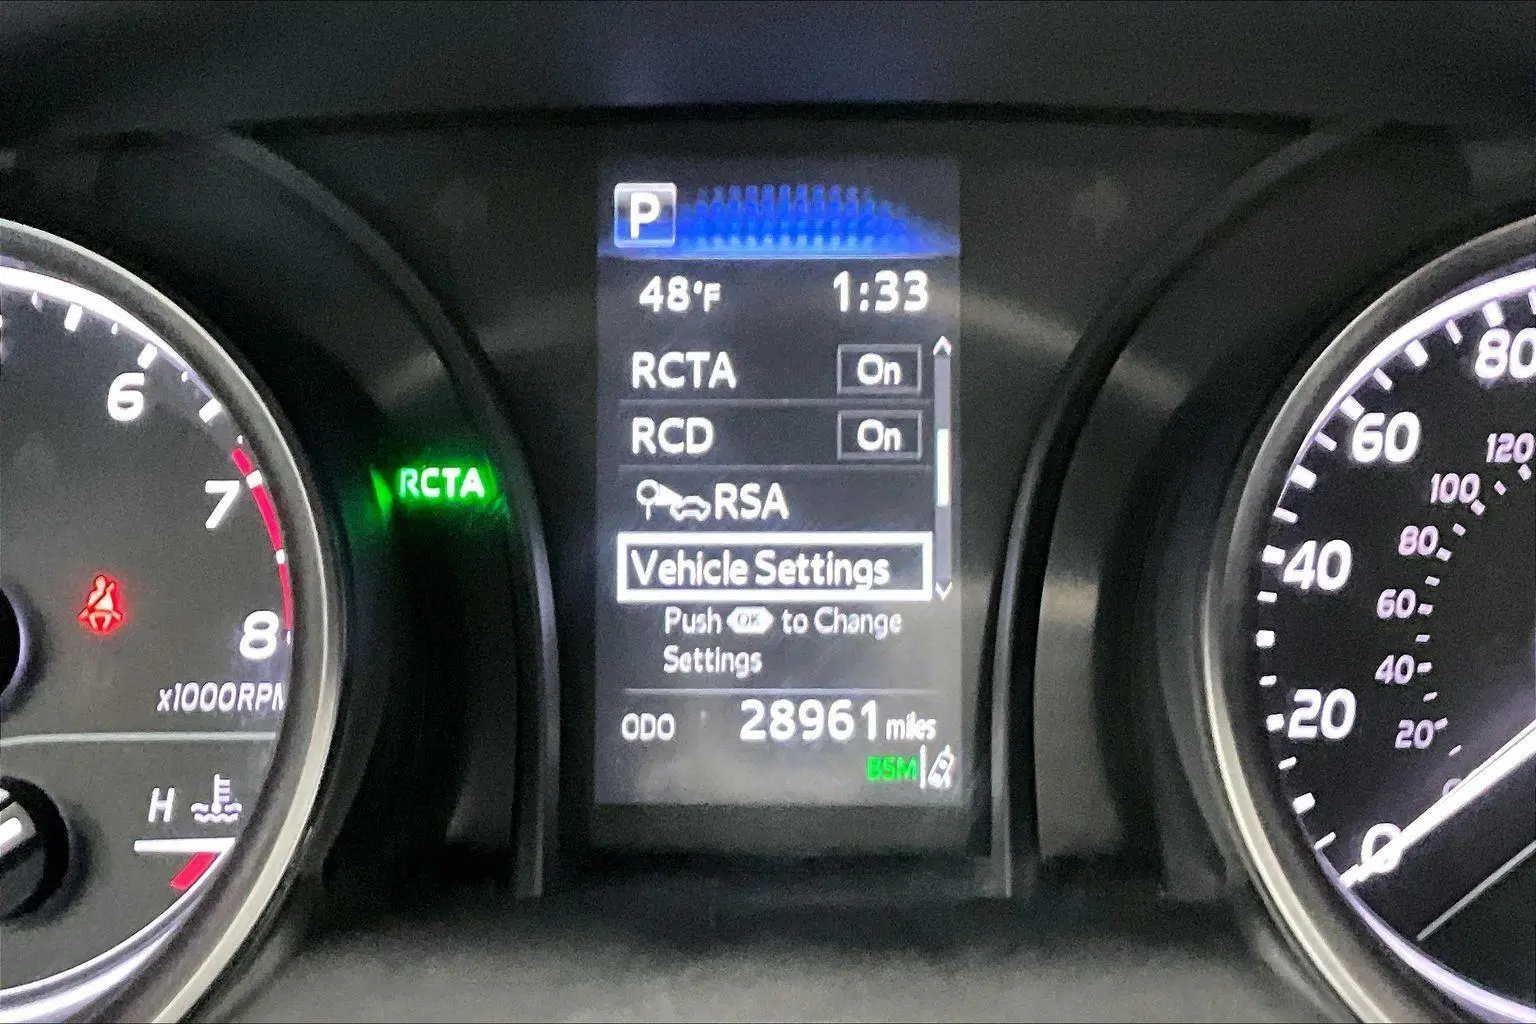 P
48°F 1:33
RCTA On
RCD On
RSA
Vehicle Settings
Push OK to Change
Settings
ODO 28961 miles
BSM
RCTA
6
7
8
x1000RPM
H
80
60
40
20
0
120
100
80
60
40
20
0